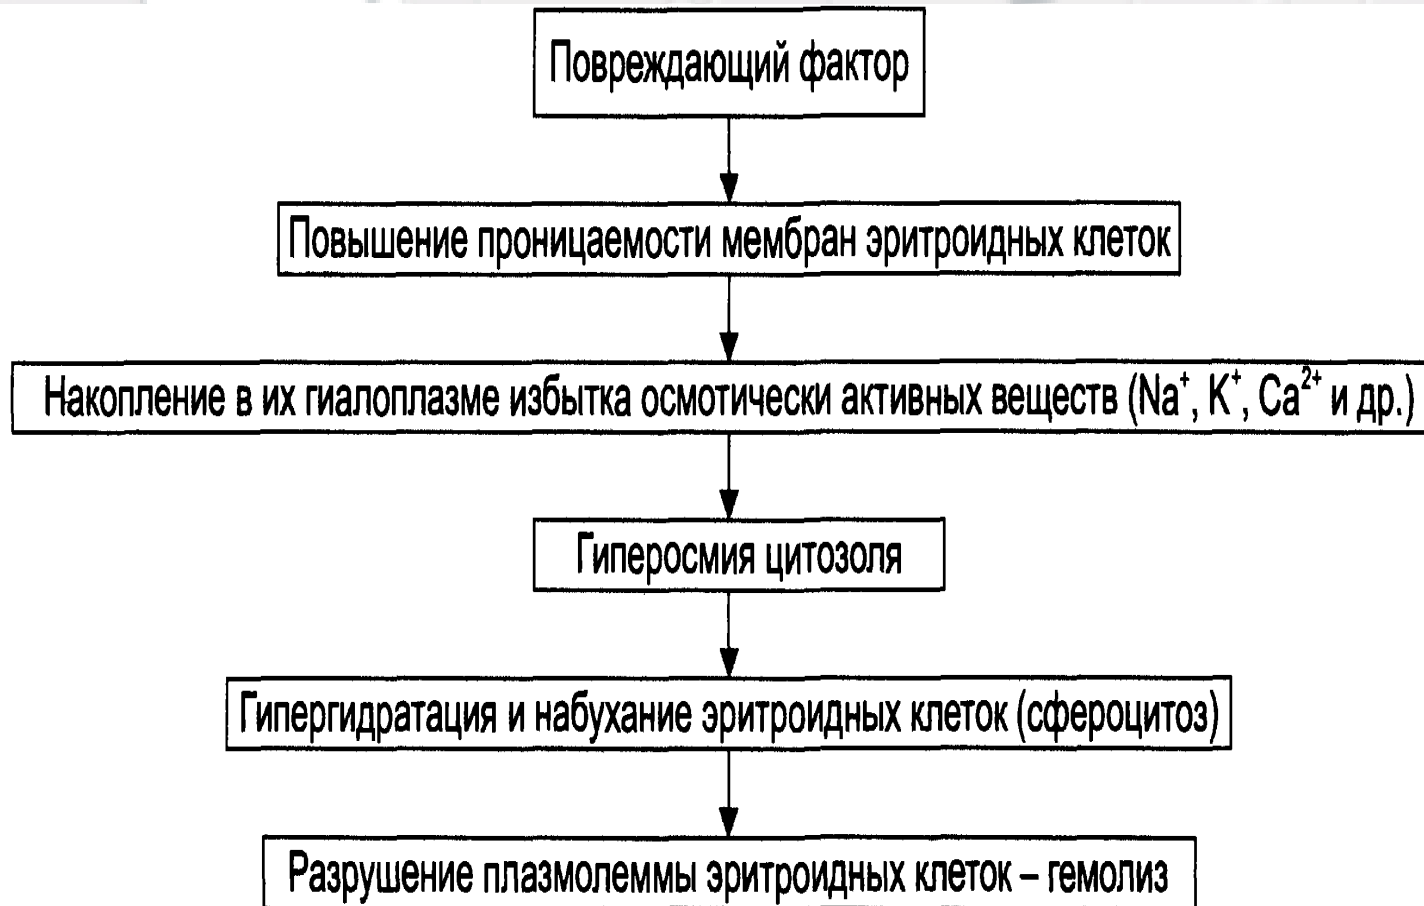 Повреждающий фактор
Повышение проницаемости мембран эритроидных клеток
Накопление в их гиалоплазме избытка осмотически активных веществ (Na⁺, K⁺, Ca²⁺ и др.)
Гиперосмия цитозоля
Гипергидратация и набухание эритроидных клеток (сфероцитоз)
Разрушение плазмолеммы эритроидных клеток – гемолиз